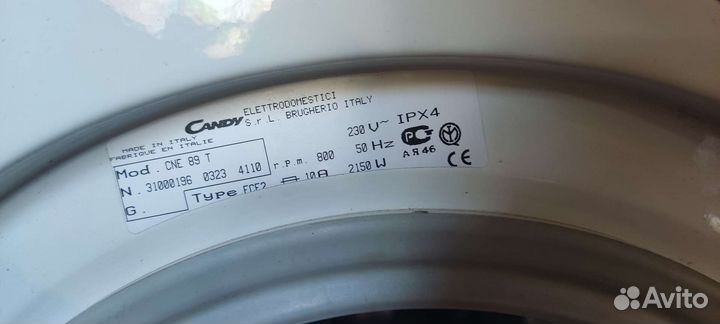 CANDY ELETTRODOMESTICI
S.r.L. BRUGHERIO ITALY
MADE IN ITALY
FABRIQUE EN ITALIE
Mod. CNE 89 T
N. 31000196 0323 4110
G.
Type
r.p.m. 800
10A
230 V~ IPX4
50 Hz
2150 W
АЯ46
CE
Avito